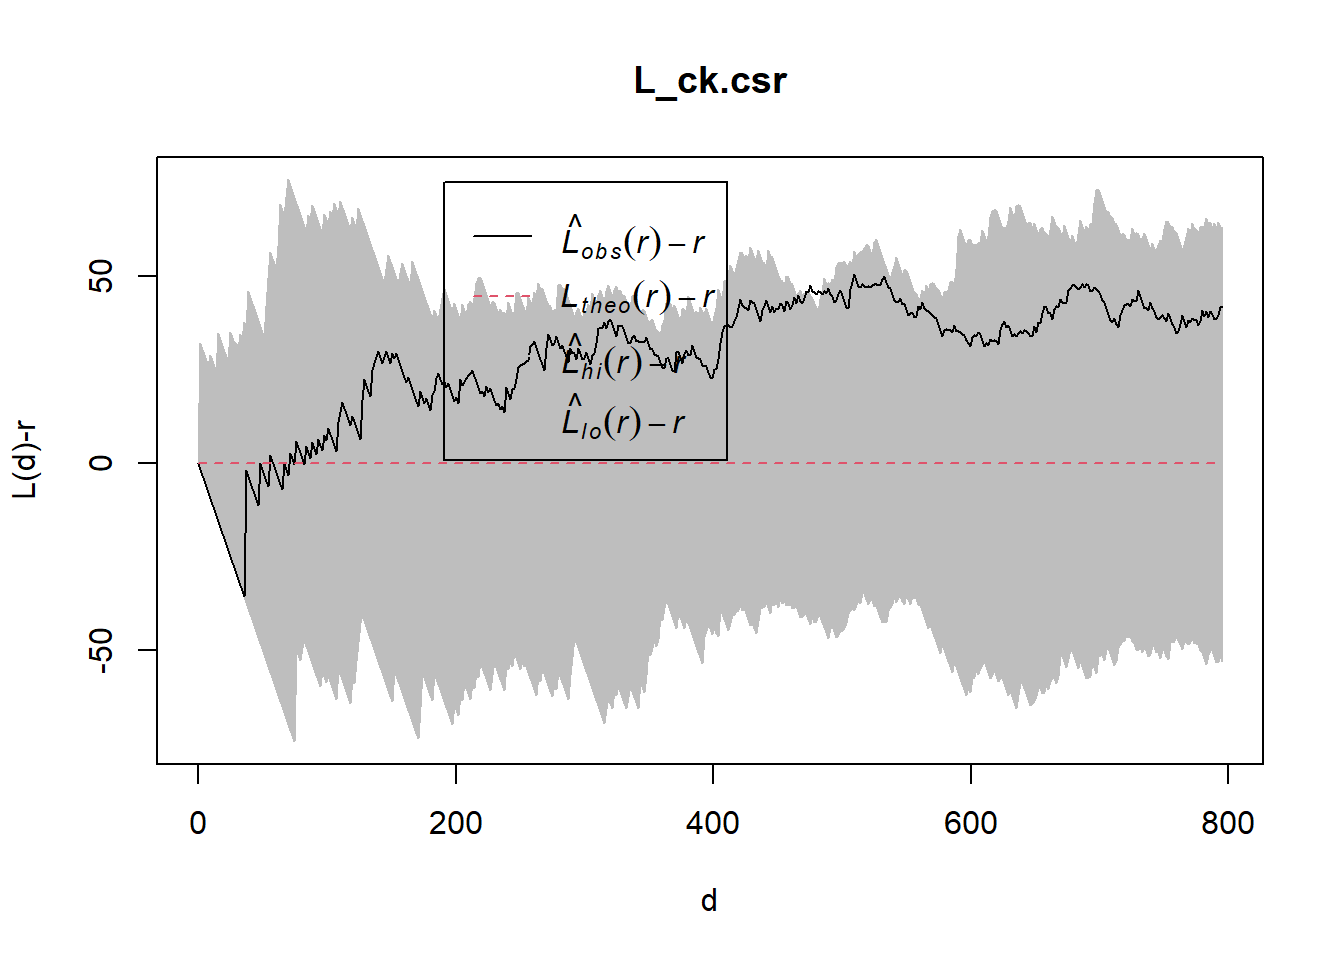 L_ck.csr
L̂obs(r) − r
Ltheo(r) − r
L̂hi(r) − r
L̂lo(r) − r
L(d)-r
50
0
-50
0 200 400 600 800
d